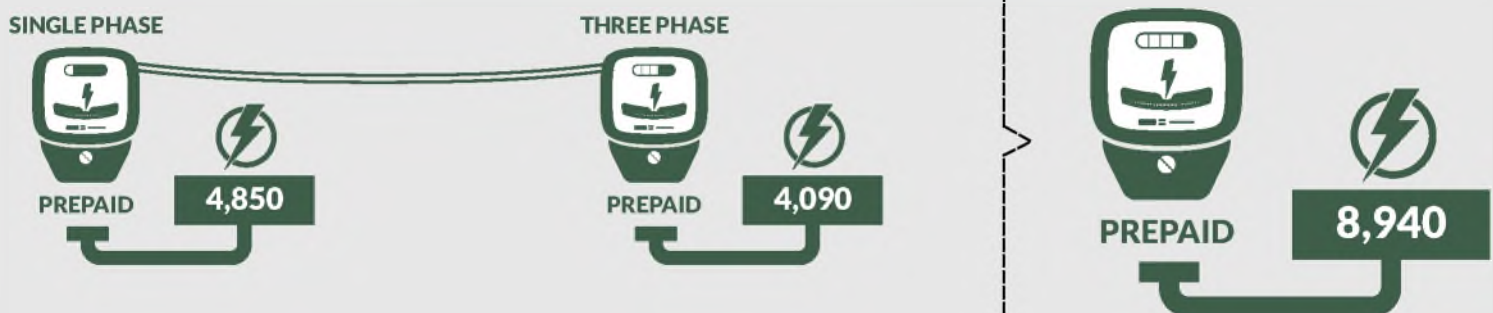 SINGLE PHASE
PREPAID
4,850
THREE PHASE
PREPAID
4,090
PREPAID
8,940